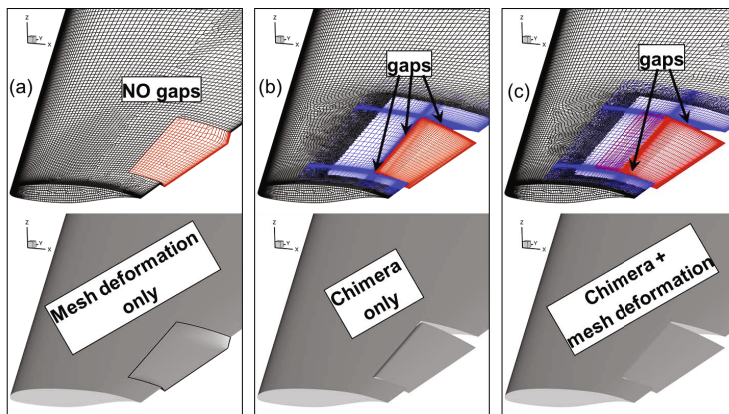 Z
Y
X
(a)
NO gaps
Z
Y
X
(b)
gaps
Z
Y
X
(c)
gaps
Z
Y
X
Mesh deformation
only
Z
Y
X
Chimera
only
Z
Y
X
Chimera +
mesh deformation